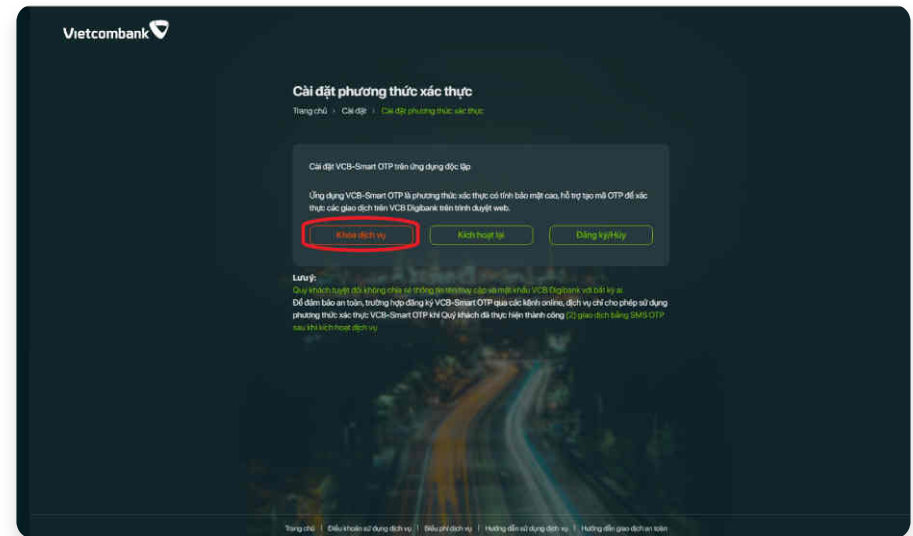 Vietcombank
Cài đặt phương thức xác thực
Trang chủ > Cài đặt > Cài đặt phương thức xác thực
Cài đặt VCB-Smart OTP trên ứng dụng độc lập
Ứng dụng VCB-Smart OTP là phương thức xác thực có tính bảo mật cao, hỗ trợ tạo mã OTP để xác
thực các giao dịch trên VCB Digibank trên trình duyệt web.
Khóa dịch vụ Kích hoạt lại Đăng ký/Hủy
Lưu ý:
Quý khách tuyệt đối không chia sẻ thông tin tên truy cập và mật khẩu VCB Digibank với bất kỳ ai
Để đảm bảo an toàn, trường hợp đăng ký VCB-Smart OTP qua các kênh online, dịch vụ chỉ cho phép sử dụng
phương thức xác thực VCB-Smart OTP khi Quý khách đã thực hiện thành công (2) giao dịch bằng SMS OTP
sau khi kích hoạt dịch vụ
Trang chủ | Điều khoản sử dụng dịch vụ | Biểu phí dịch vụ | Hướng dẫn sử dụng dịch vụ | Hướng dẫn giao dịch an toàn